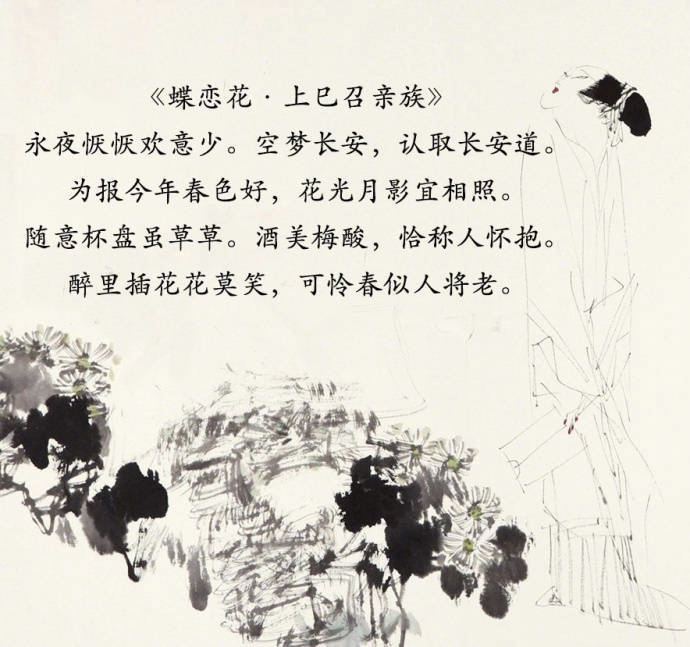 《蝶恋花·上巳召亲族》
永夜恹恹欢意少。空梦长安，认取长安道。
为报今年春色好，花光月影宜相照。
随意杯盘虽草草。酒美梅酸，恰称人怀抱。
醉里插花花莫笑，可怜春似人将老。